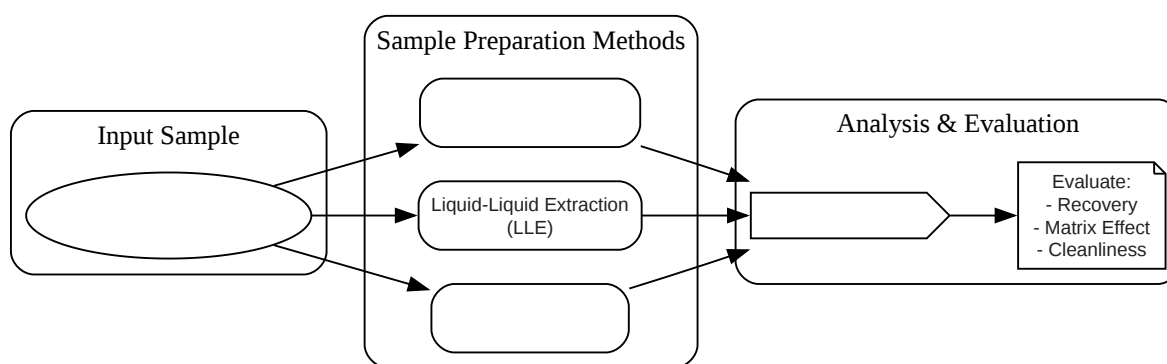 Sample Preparation Methods
Input Sample
Analysis & Evaluation
Liquid-Liquid Extraction
(LLE)
Evaluate:
- Recovery
- Matrix Effect
- Cleanliness